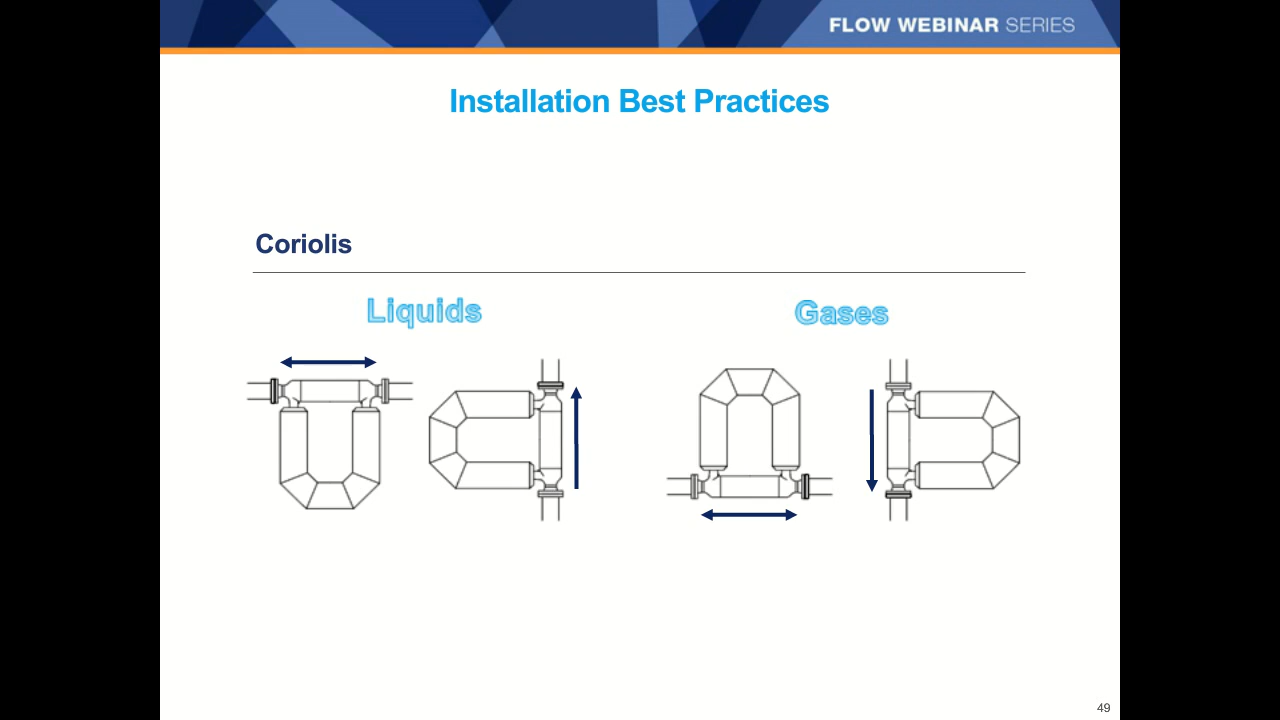 FLOW WEBINAR SERIES
Installation Best Practices
Coriolis
Liquids
Gases
49